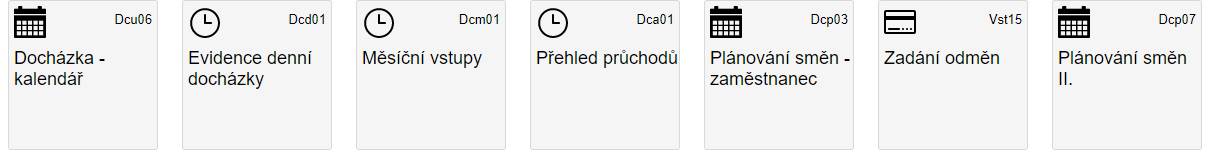 Dcu06
Docházka -
kalendář
Dcd01
Evidence denní
docházky
Dcm01
Měsíční vstupy
Dca01
Přehled průchodů
Dcp03
Plánování směn -
zaměstnanec
Vst15
Zadání odměn
Dcp07
Plánování směn
II.